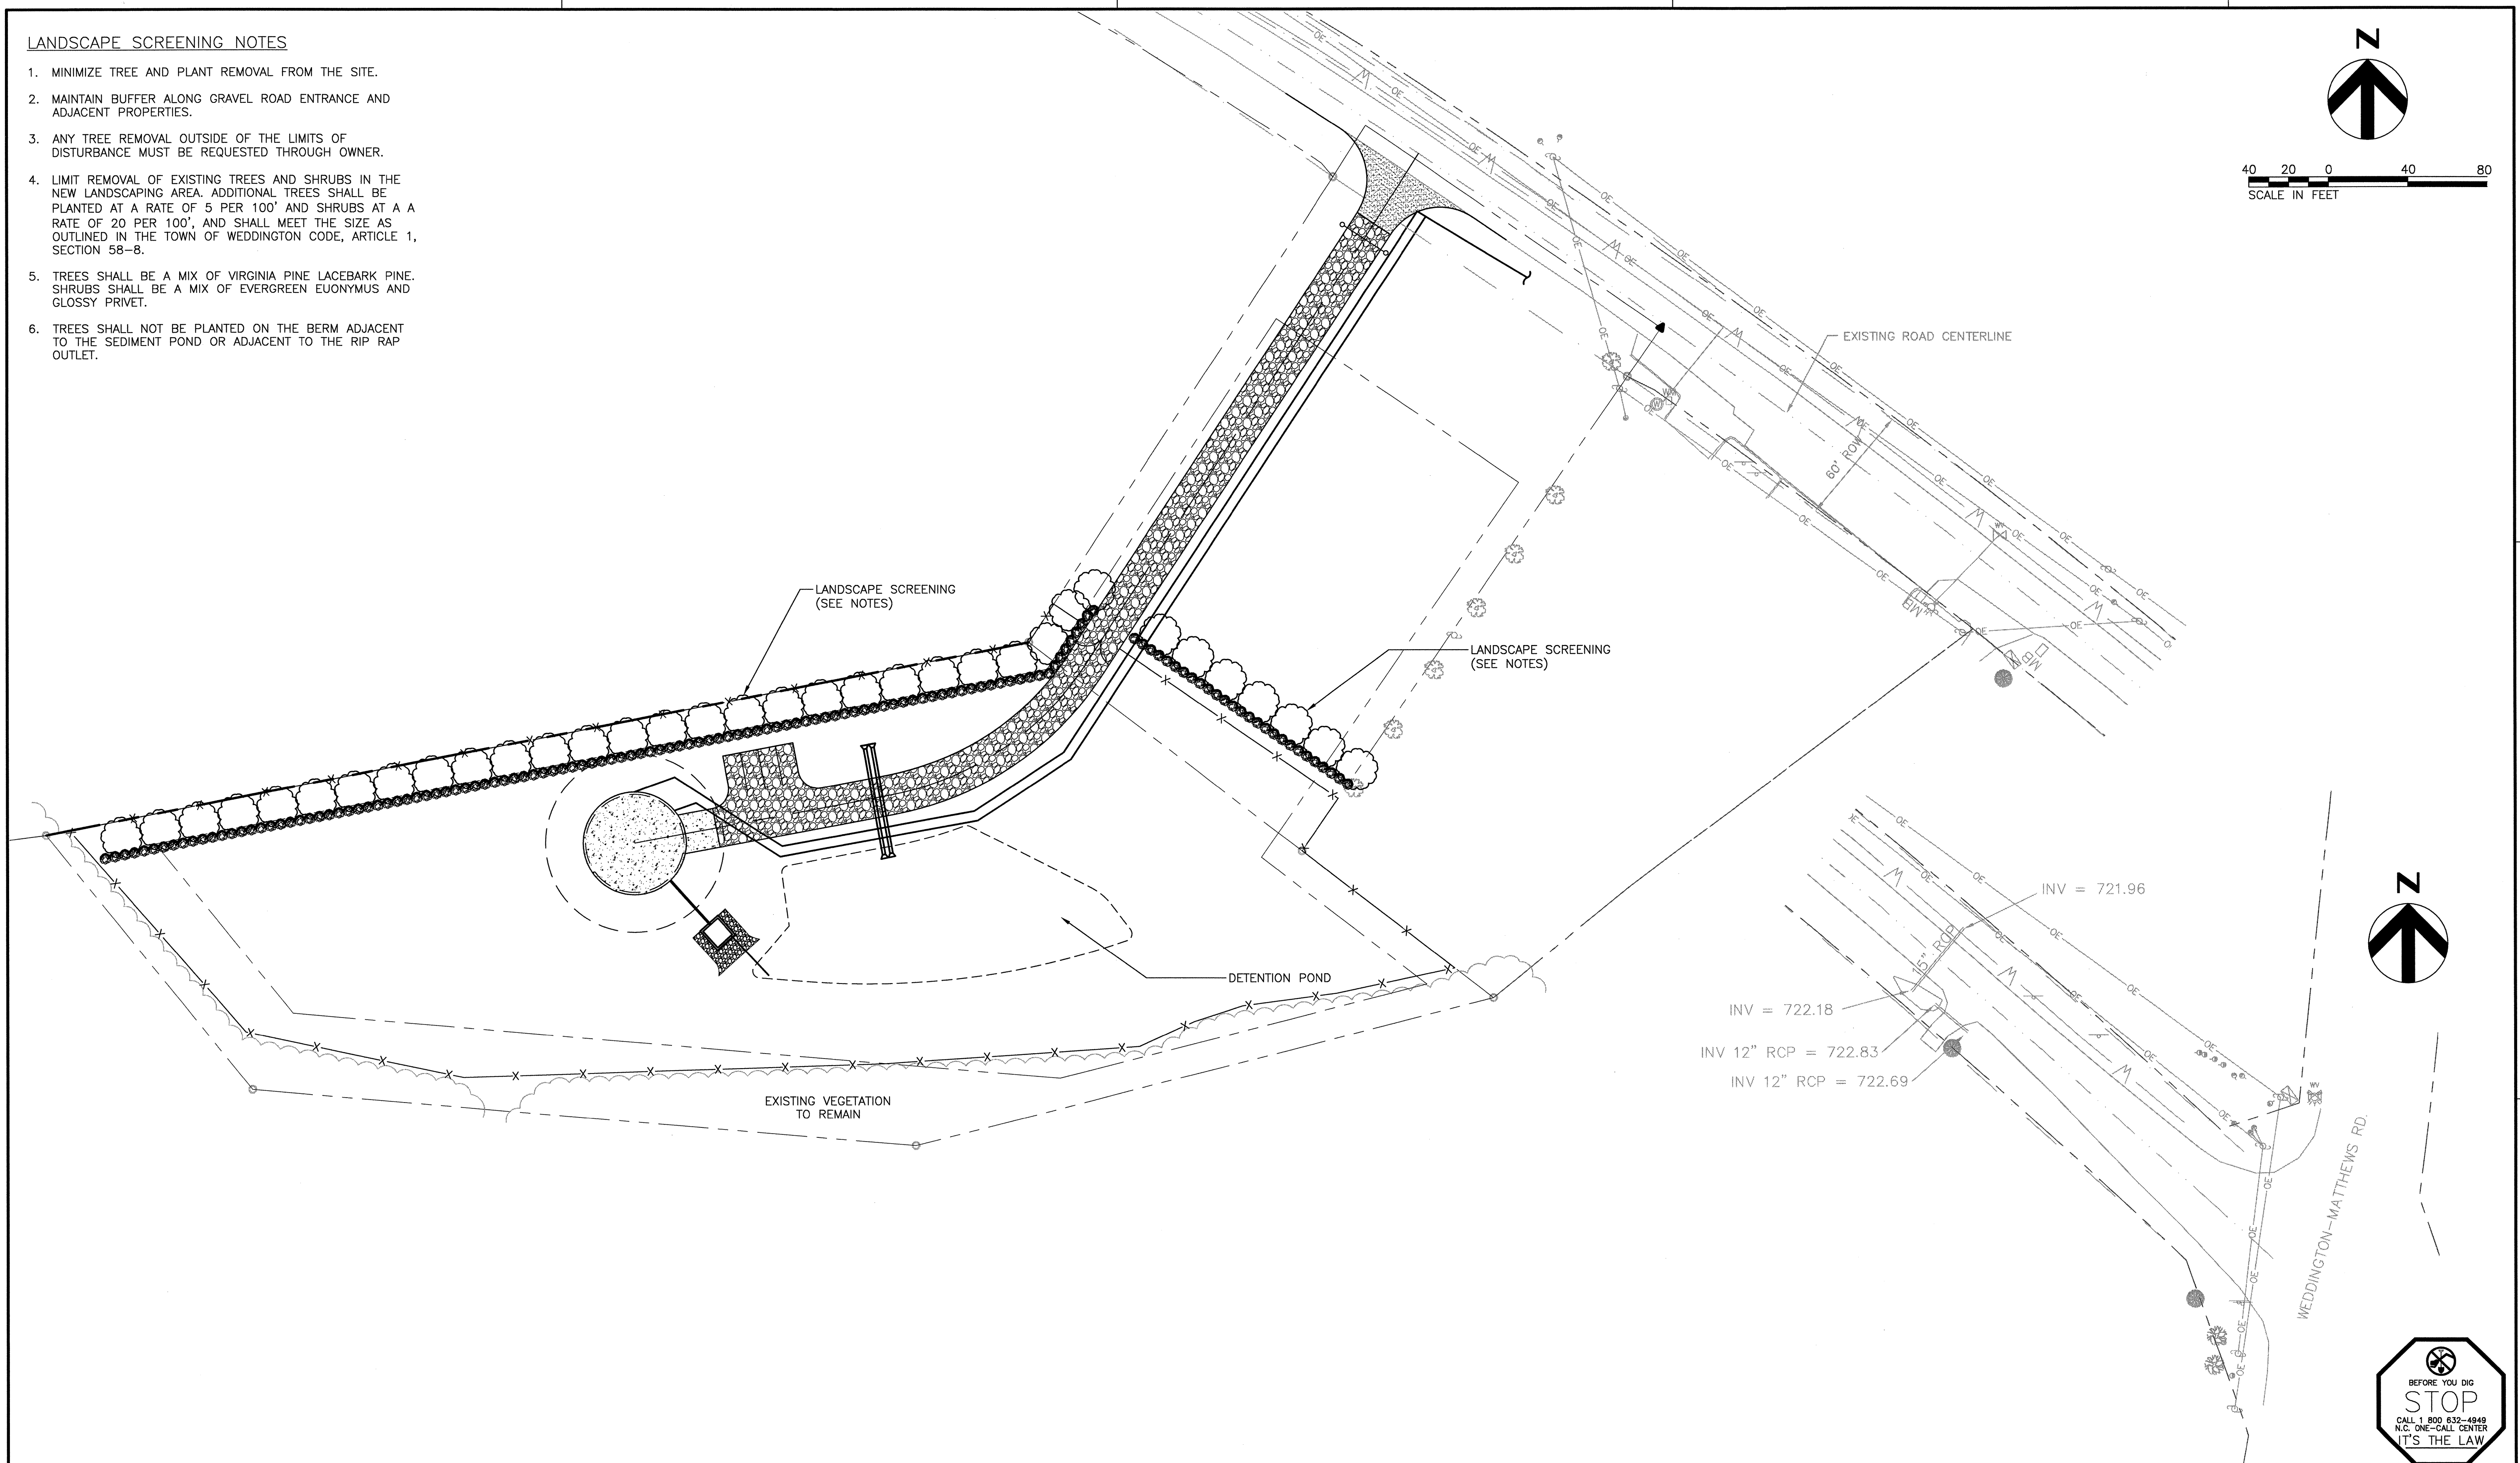 LANDSCAPE SCREENING NOTES
1. MINIMIZE TREE AND PLANT REMOVAL FROM THE SITE.
2. MAINTAIN BUFFER ALONG GRAVEL ROAD ENTRANCE AND
ADJACENT PROPERTIES.
3. ANY TREE REMOVAL OUTSIDE OF THE LIMITS OF
DISTURBANCE MUST BE REQUESTED THROUGH OWNER.
4. LIMIT REMOVAL OF EXISTING TREES AND SHRUBS IN THE
NEW LANDSCAPING AREA. ADDITIONAL TREES SHALL BE
PLANTED AT A RATE OF 5 PER 100' AND SHRUBS AT A A
RATE OF 20 PER 100', AND SHALL MEET THE SIZE AS
OUTLINED IN THE TOWN OF WEDDINGTON CODE, ARTICLE 1,
SECTION 58-8.
5. TREES SHALL BE A MIX OF VIRGINIA PINE LACEBARK PINE.
SHRUBS SHALL BE A MIX OF EVERGREEN EUONYMUS AND
GLOSSY PRIVET.
6. TREES SHALL NOT BE PLANTED ON THE BERM ADJACENT
TO THE SEDIMENT POND OR ADJACENT TO THE RIP RAP
OUTLET.
N
40 20 0 40 80
SCALE IN FEET
EXISTING ROAD CENTERLINE
60' ROW
LANDSCAPE SCREENING
(SEE NOTES)
LANDSCAPE SCREENING
(SEE NOTES)
WV
MB
MB
DETENTION POND
EXISTING VEGETATION
TO REMAIN
N
INV = 721.96
15" RCP
INV = 722.18
INV 12" RCP = 722.83
INV 12" RCP = 722.69
WV
WEDDINGTON-MATTHEWS RD.
BEFORE YOU DIG
STOP
CALL 1 800 632-4949
N.C. ONE-CALL CENTER
IT'S THE LAW